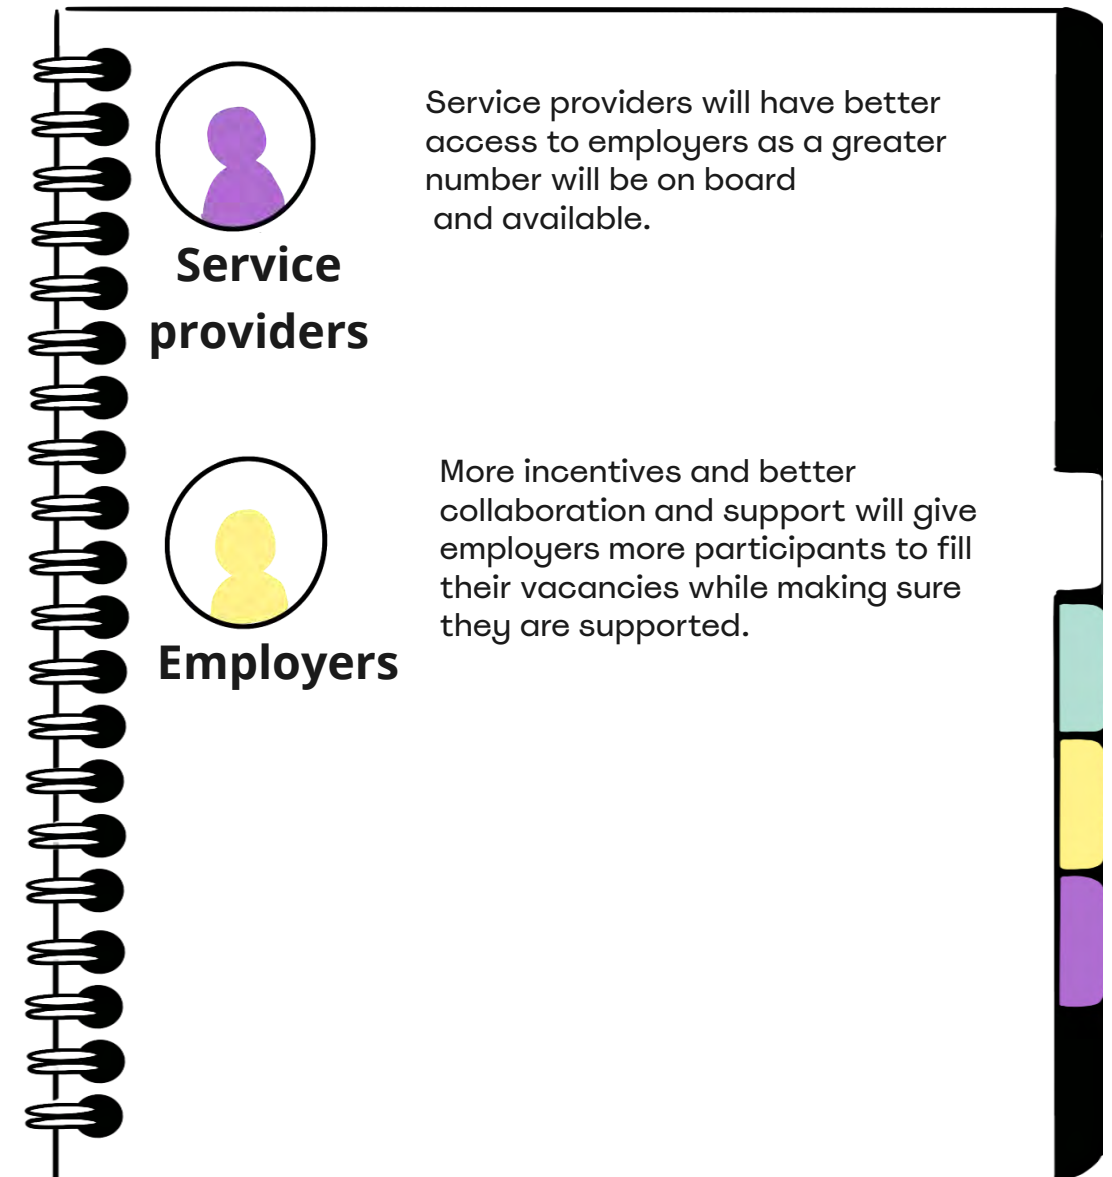 Service providers will have better
access to employers as a greater
number will be on board
and available.
Service
providers
More incentives and better
collaboration and support will give
employers more participants to fill
their vacancies while making sure
they are supported.
Employers